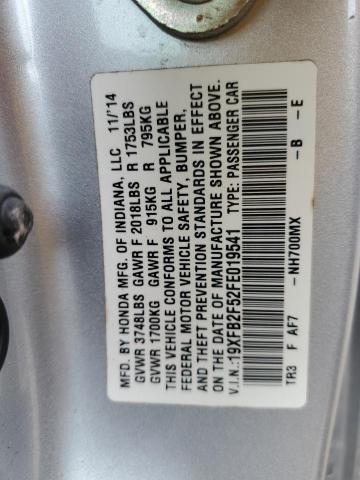 MFD. BY HONDA MFG. OF INDIANA, LLC 11/'14
GVWR 3748LBS GAWR F 2018LBS R 1753LBS
GVWR 1700KG GAWR F 915KG R 795KG
THIS VEHICLE CONFORMS TO ALL APPLICABLE
FEDERAL MOTOR VEHICLE SAFETY, BUMPER,
AND THEFT PREVENTION STANDARDS IN EFFECT
ON THE DATE OF MANUFACTURE SHOWN ABOVE.
V.I.N.:19XFB2F52FE019541 TYPE:PASSENGER CAR
TR3 F AF7 -NH700MX -B -E